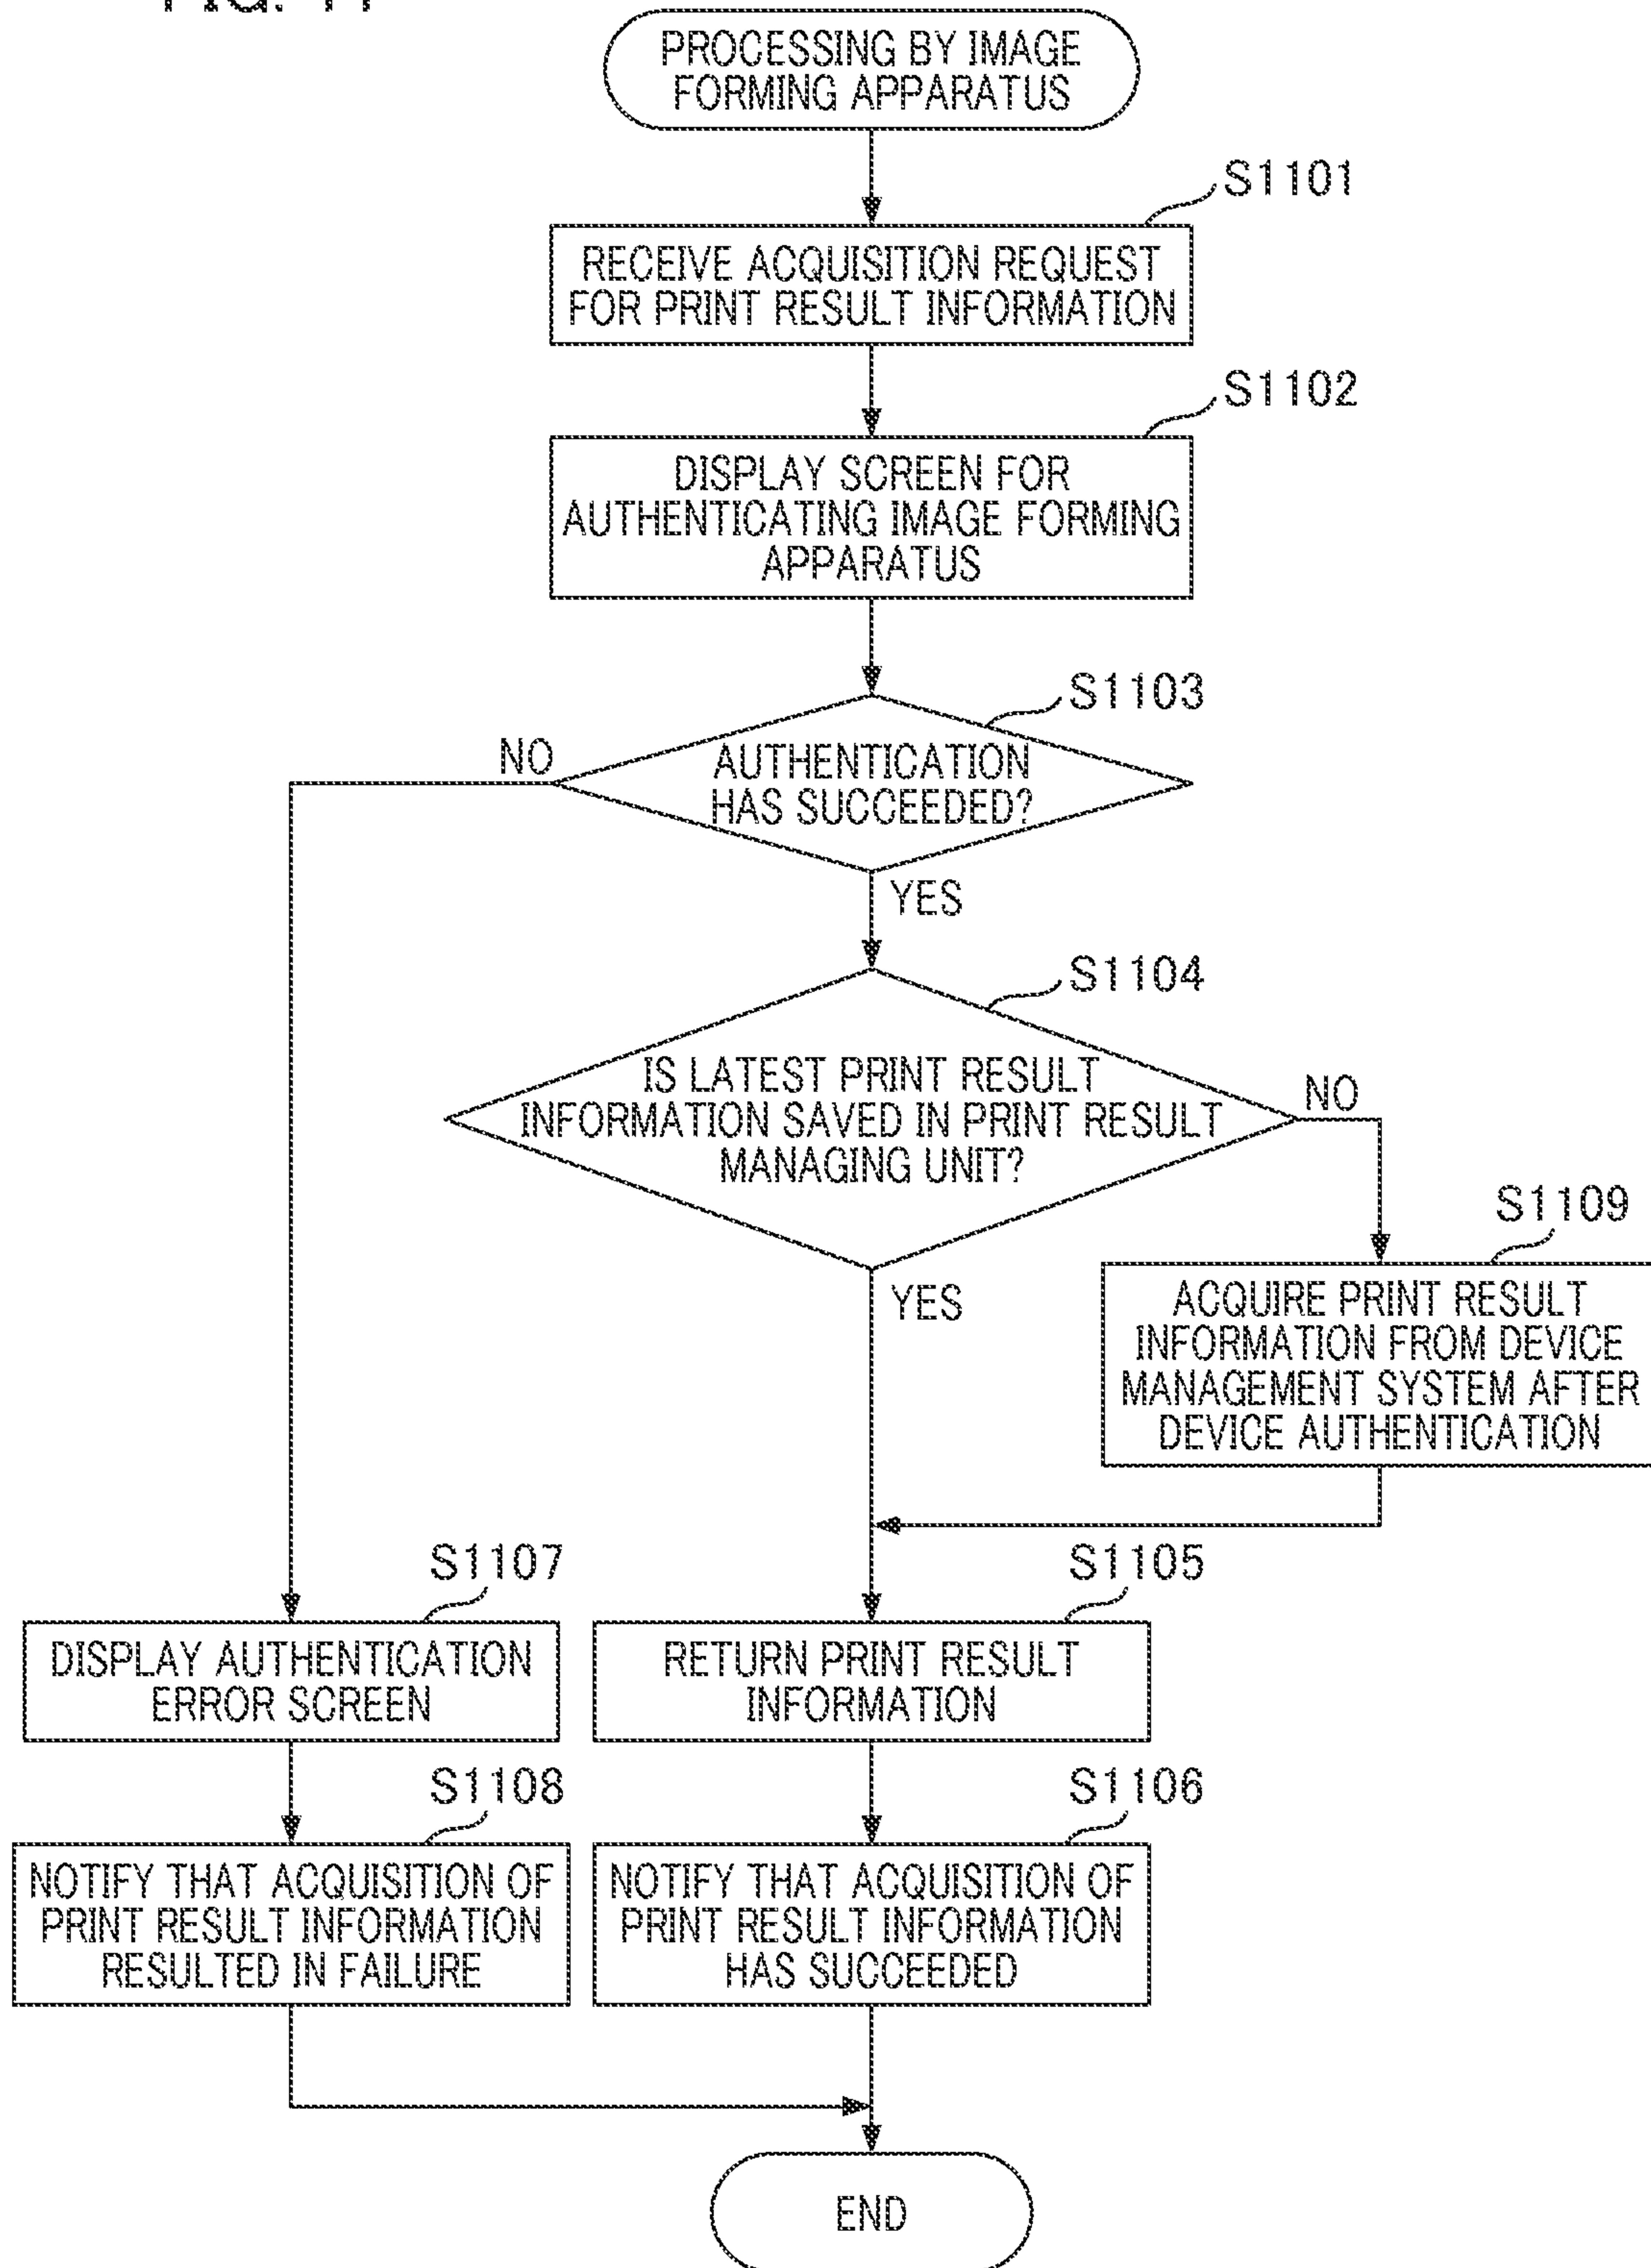 PROCESSING BY IMAGE
FORMING APPARATUS
S1101
RECEIVE ACQUISITION REQUEST
FOR PRINT RESULT INFORMATION
S1102
DISPLAY SCREEN FOR
AUTHENTICATING IMAGE FORMING
APPARATUS
S1103
NO
AUTHENTICATION
HAS SUCCEEDED?
YES
S1104
IS LATEST PRINT RESULT
INFORMATION SAVED IN PRINT RESULT
MANAGING UNIT?
NO
YES
S1109
ACQUIRE PRINT RESULT
INFORMATION FROM DEVICE
MANAGEMENT SYSTEM AFTER
DEVICE AUTHENTICATION
S1107
DISPLAY AUTHENTICATION
ERROR SCREEN
S1105
RETURN PRINT RESULT
INFORMATION
S1108
NOTIFY THAT ACQUISITION OF
PRINT RESULT INFORMATION
RESULTED IN FAILURE
S1106
NOTIFY THAT ACQUISITION OF
PRINT RESULT INFORMATION
HAS SUCCEEDED
END